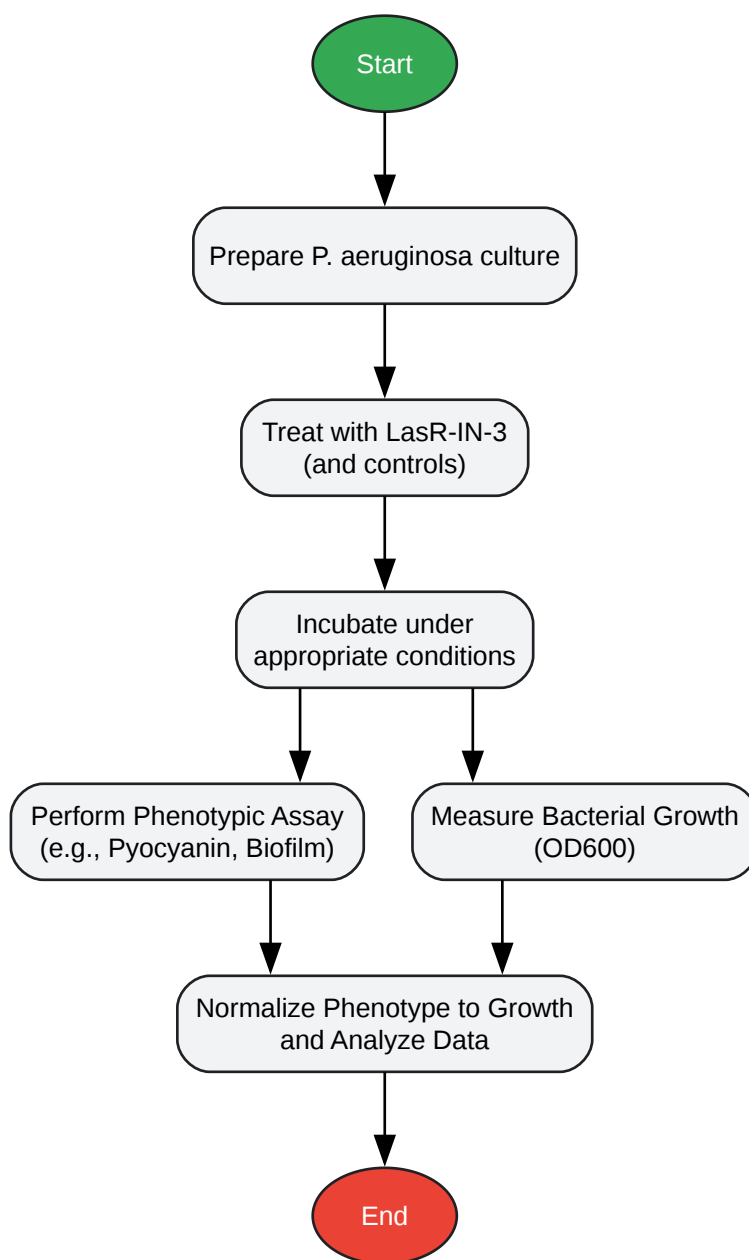 Start
Prepare P. aeruginosa culture
Treat with LasR-IN-3
(and controls)
Incubate under
appropriate conditions
Perform Phenotypic Assay
(e.g., Pyocyanin, Biofilm)
Measure Bacterial Growth
(OD600)
Normalize Phenotype to Growth
and Analyze Data
End